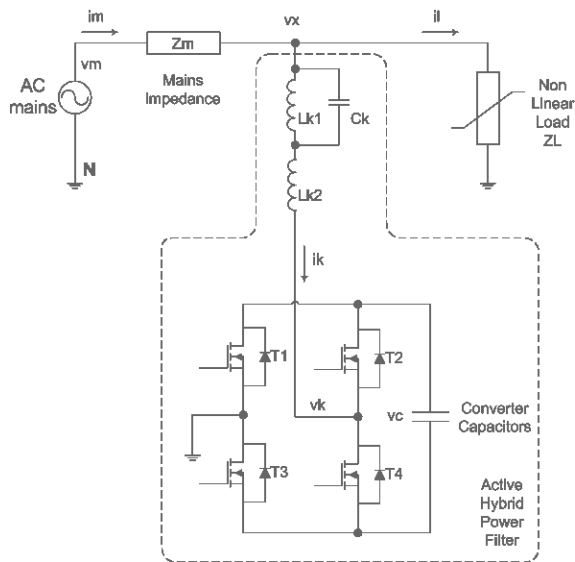 im
vx
il
Zm
vm
AC
mains
Mains
Impedance
Lk1
Ck
Non
Linear
Load
ZL
N
Lk2
ik
T1
T2
vk
vc
Converter
Capacitors
T3
T4
Active
Hybrid
Power
Filter